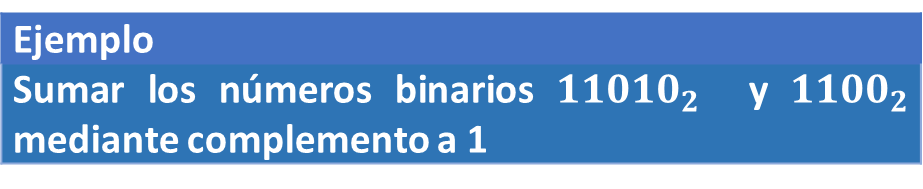 Ejemplo
Sumar los números binarios 11010₂ y 1100₂
mediante complemento a 1